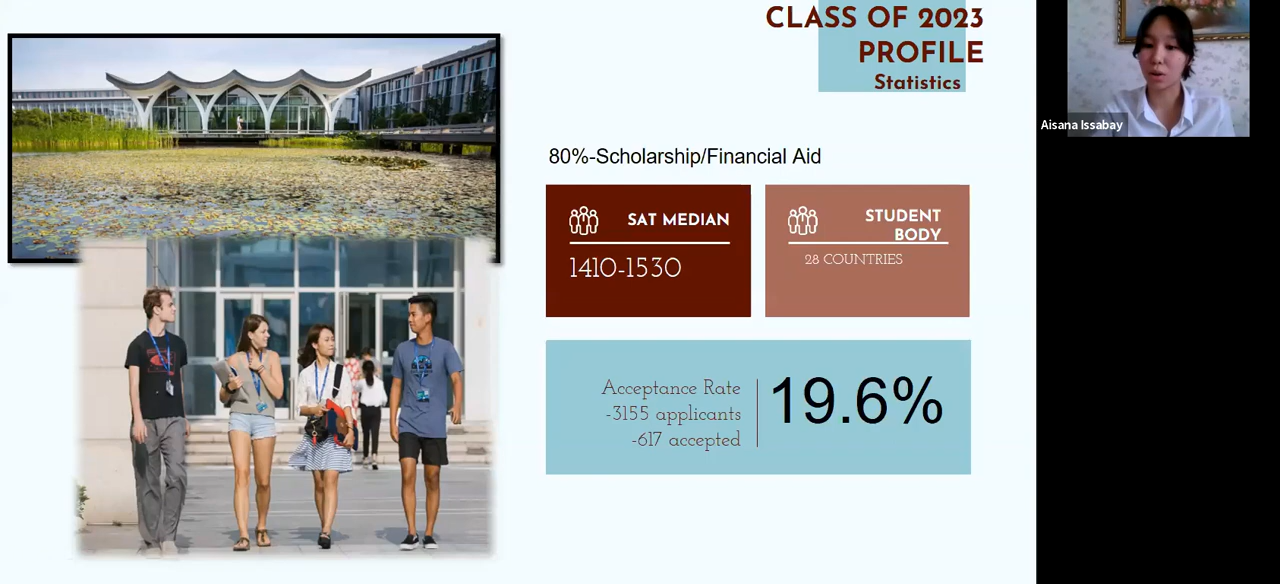 CLASS OF 2023
PROFILE
Statistics
Aisana Issabay
80%-Scholarship/Financial Aid
SAT MEDIAN
1410-1530
STUDENT
BODY
28 COUNTRIES
Acceptance Rate
-3155 applicants
-617 accepted
19.6%